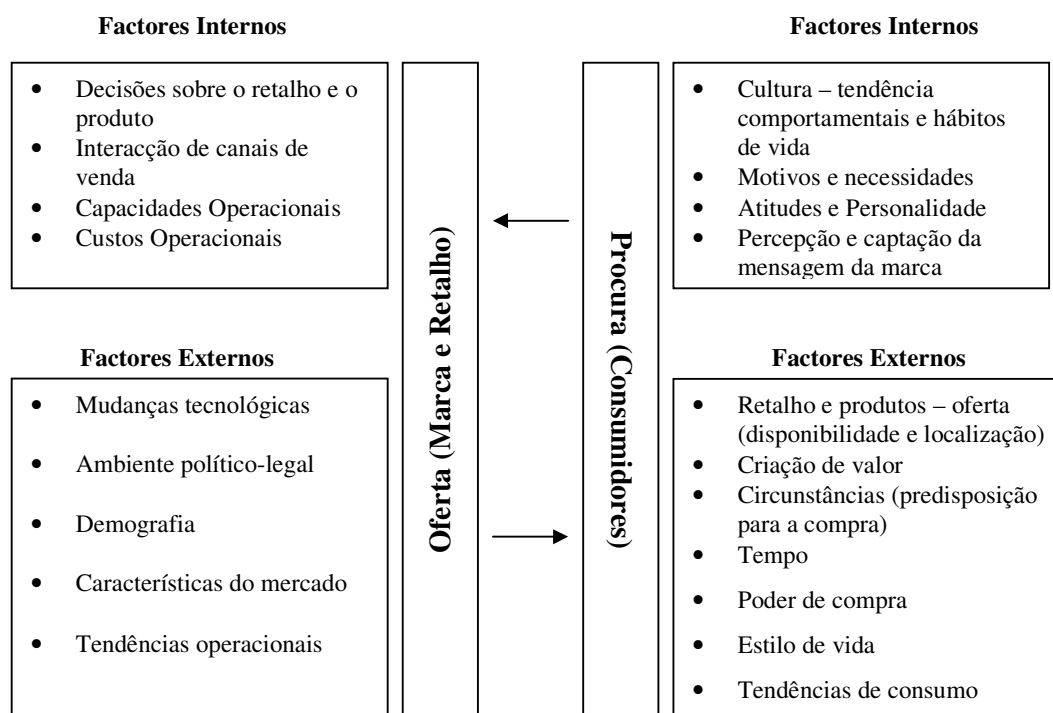 Factores Internos
• Decisões sobre o retalho e o
produto
• Interacção de canais de
venda
• Capacidades Operacionais
• Custos Operacionais
Factores Externos
• Mudanças tecnológicas
• Ambiente político-legal
• Demografia
• Características do mercado
• Tendências operacionais
Oferta (Marca e Retalho)
Procura (Consumidores)
Factores Internos
• Cultura – tendência
comportamentais e hábitos
de vida
• Motivos e necessidades
• Atitudes e Personalidade
• Percepção e captação da
mensagem da marca
Factores Externos
• Retalho e produtos – oferta
(disponibilidade e localização)
• Criação de valor
• Circunstâncias (predisposição
para a compra)
• Tempo
• Poder de compra
• Estilo de vida
• Tendências de consumo